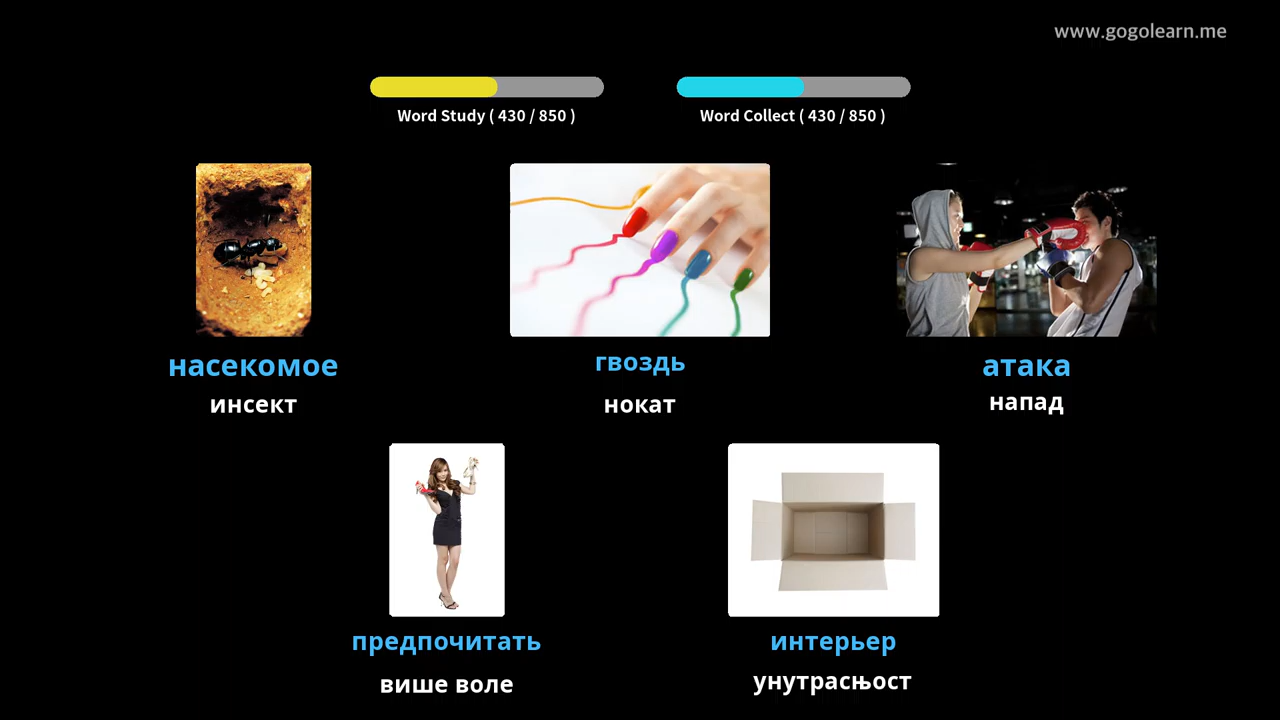 www.gogolearn.me
Word Study ( 430 / 850 )
Word Collect ( 430 / 850 )
насекомое
инсект
гвоздь
нокат
атака
напад
предпочитать
више воле
интерьер
унутрасњост